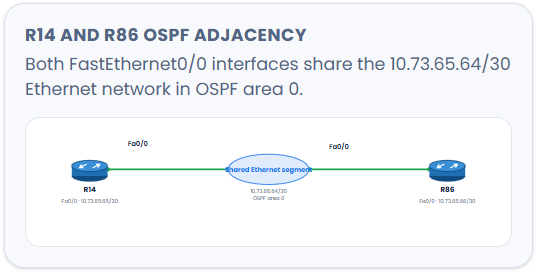 R14 AND R86 OSPF ADJACENCY
Both FastEthernet0/0 interfaces share the 10.73.65.64/30
Ethernet network in OSPF area 0.
Fa0/0
Fa0/0
Shared Ethernet segment
R14
10.73.65.64/30
R86
Fa0/0 · 10.73.65.65/30
OSPF area 0
Fa0/0 · 10.73.65.66/30